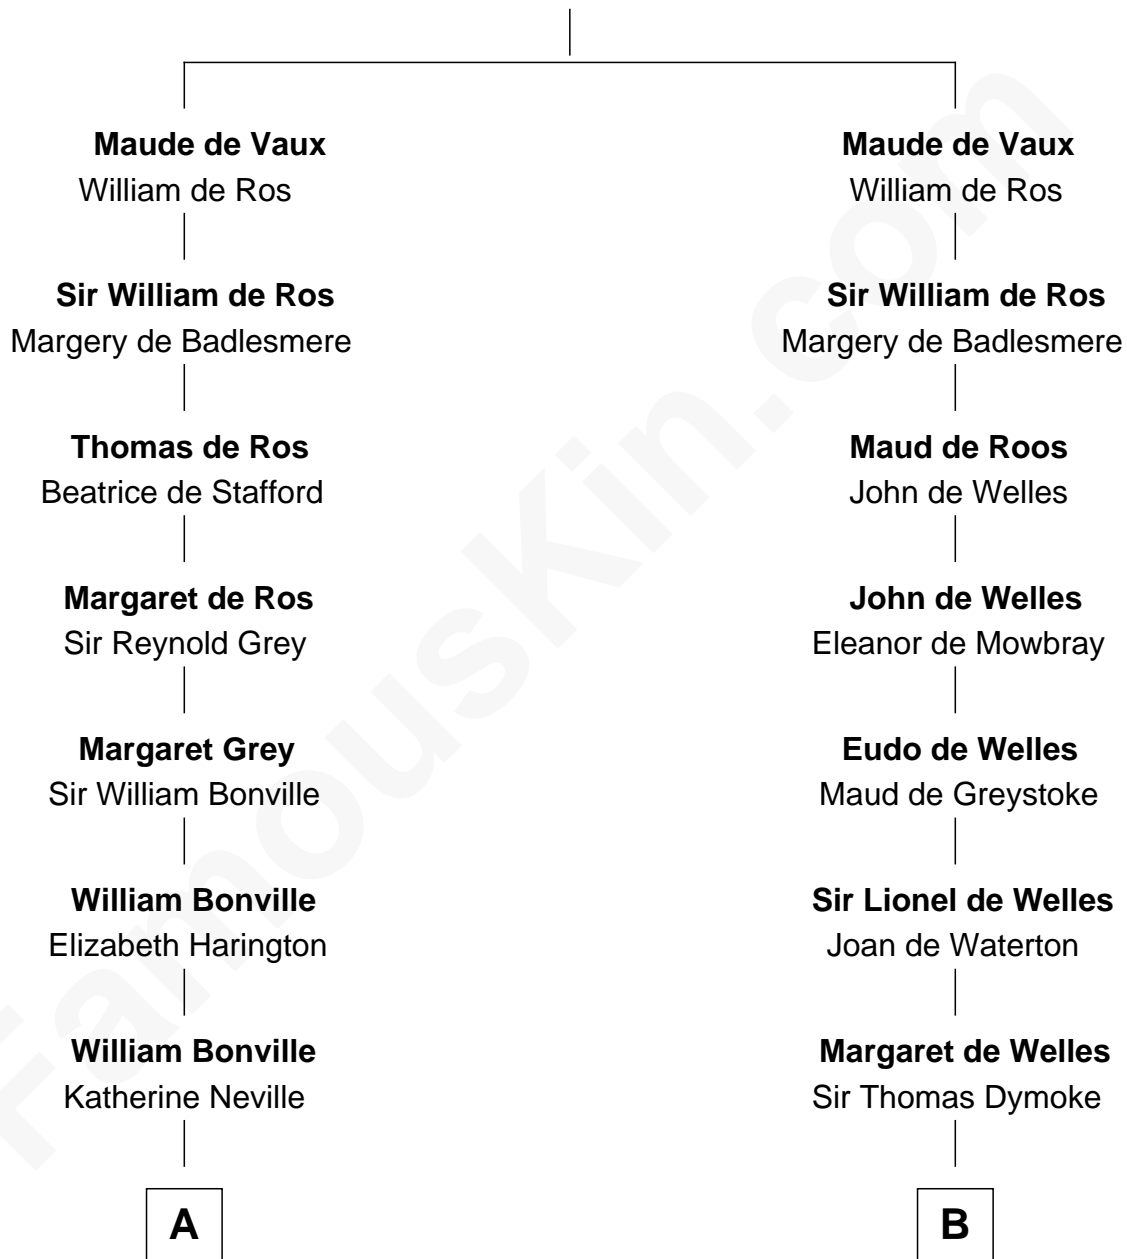 Maude de Vaux
William de Ros
Sir William de Ros
Margery de Badlesmere
Thomas de Ros
Beatrice de Stafford
Margaret de Ros
Sir Reynold Grey
Margaret Grey
Sir William Bonville
William Bonville
Elizabeth Harington
William Bonville
Katherine Neville
A
Maude de Vaux
William de Ros
Sir William de Ros
Margery de Badlesmere
Maud de Roos
John de Welles
John de Welles
Eleanor de Mowbray
Eudo de Welles
Maud de Greystoke
Sir Lionel de Welles
Joan de Waterton
Margaret de Welles
Sir Thomas Dymoke
B
FamousKin.com